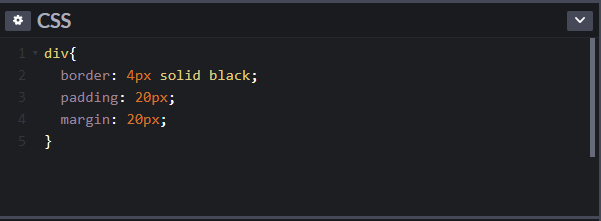 CSS
1 div{
2 border: 4px solid black;
3 padding: 20px;
4 margin: 20px;
5 }